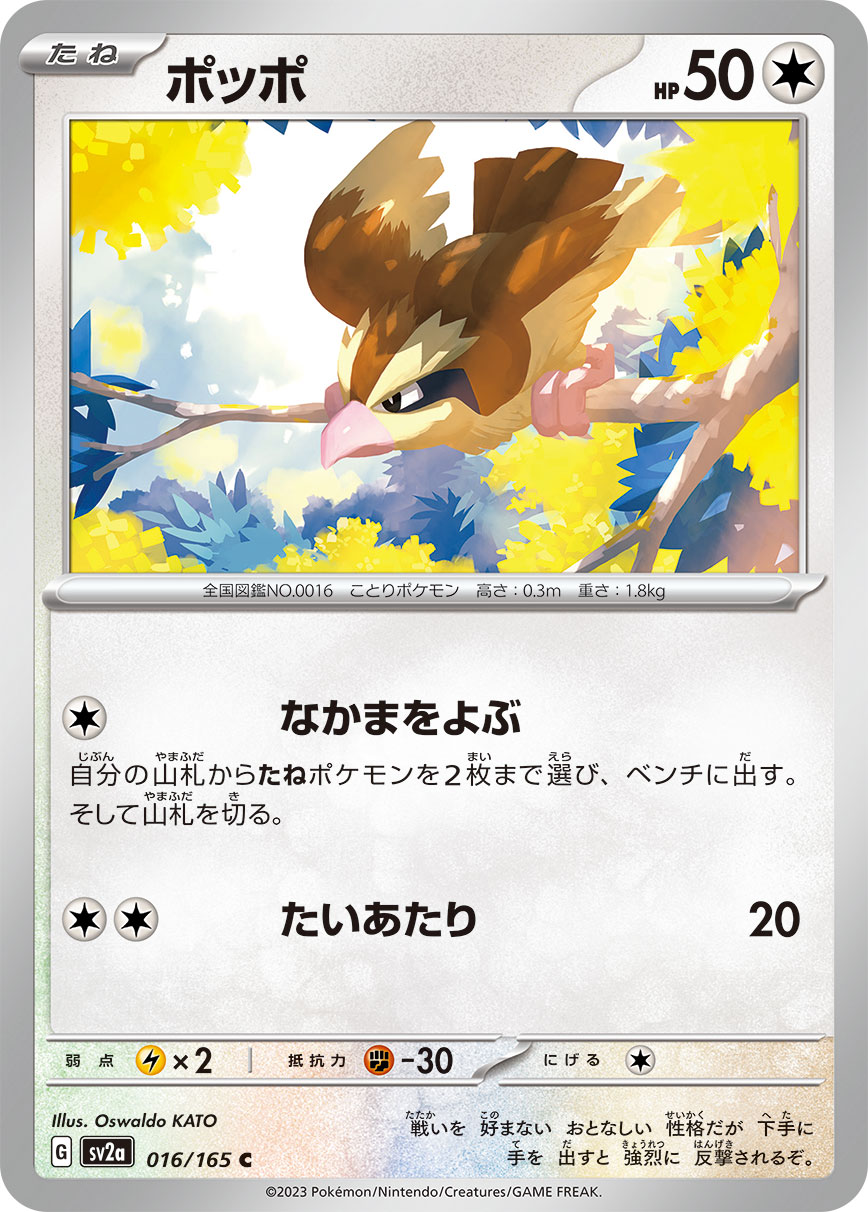 たね ポッポ HP 50
全国図鑑NO.0016 ことりポケモン 高さ:0.3m 重さ:1.8kg
なかまをよぶ
自分の山札からたねポケモンを2枚まで選び、ベンチに出す。
そして山札を切る。
たいあたり 20
弱点 ×2 抵抗力 -30 にげる
Illus. Oswaldo KATO
戦いを 好まない おとなしい 性格だが 下手に
手を 出すと 強烈に 反撃されるぞ。
G sv2a 016/165 C
©2023 Pokémon/Nintendo/Creatures/GAME FREAK.